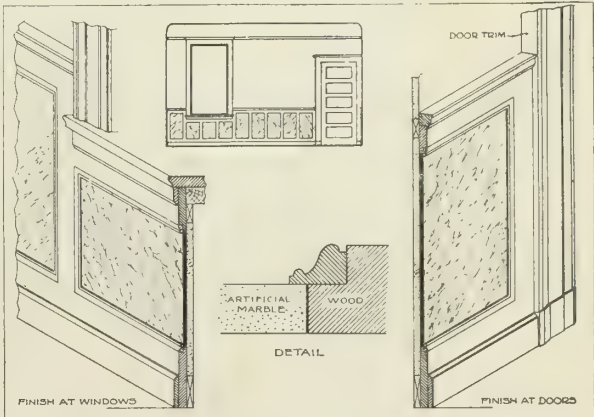 DOOR TRIM
ARTIFICIAL
MARBLE
WOOD
DETAIL
FINISH AT WINDOWS
FINISH AT DOORS